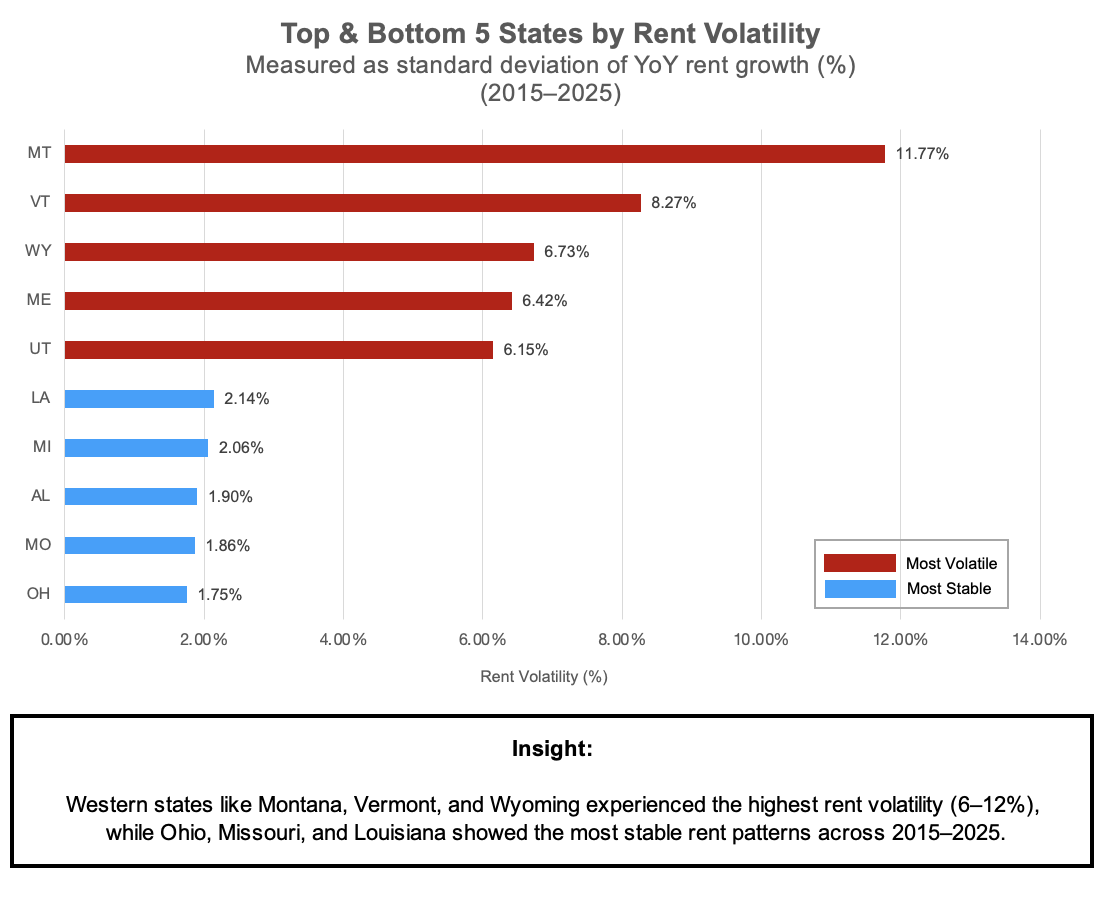 Top & Bottom 5 States by Rent Volatility
Measured as standard deviation of YoY rent growth (%)
(2015–2025)
MT 11.77%
VT 8.27%
WY 6.73%
ME 6.42%
UT 6.15%
LA 2.14%
MI 2.06%
AL 1.90%
MO 1.86%
OH 1.75%
Most Volatile
Most Stable
0.00% 2.00% 4.00% 6.00% 8.00% 10.00% 12.00% 14.00%
Rent Volatility (%)
Insight:
Western states like Montana, Vermont, and Wyoming experienced the highest rent volatility (6–12%),
while Ohio, Missouri, and Louisiana showed the most stable rent patterns across 2015–2025.